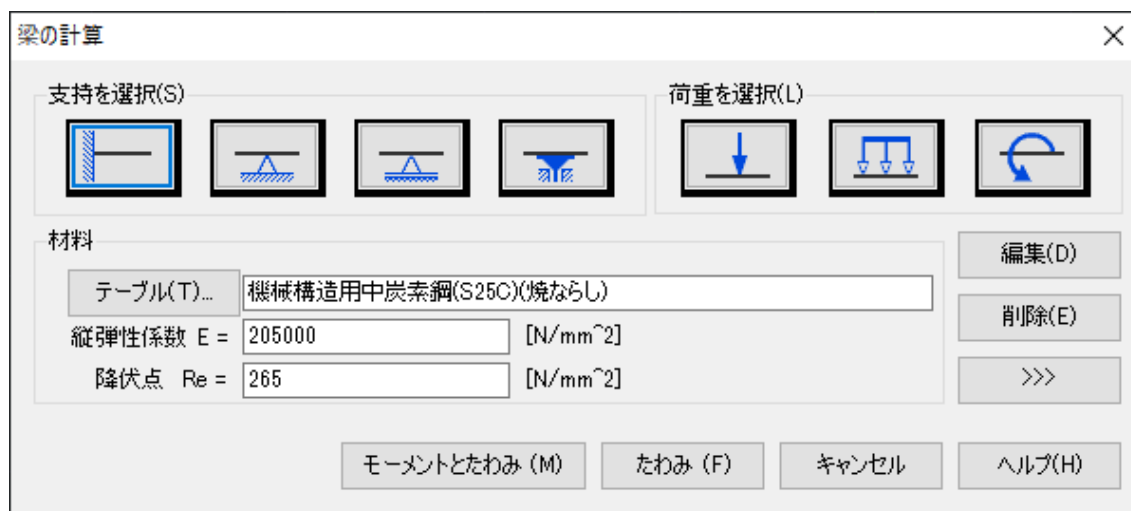 梁の計算
支持を選択(S)
荷重を選択(L)
材料
テーブル(T)... 機械構造用中炭素鋼(S25C)(焼ならし)
縦弾性係数 E = 205000 [N/mm^2]
降伏点 Re = 265 [N/mm^2]
編集(D)
削除(E)
>>>
モーメントとたわみ (M) たわみ (F) キャンセル ヘルプ(H)